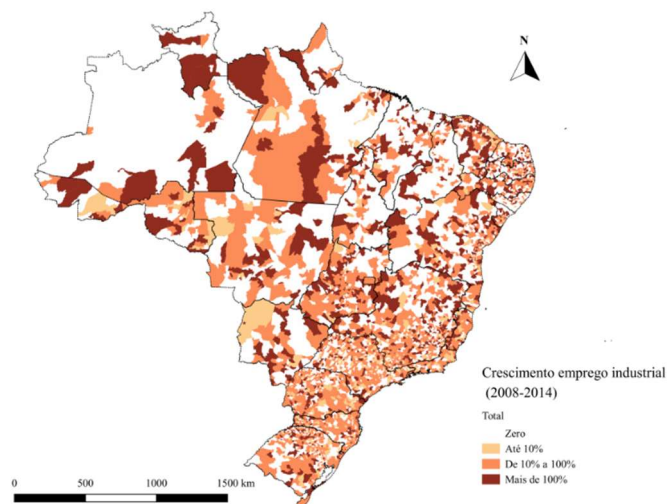 N
Crescimento emprego industrial
(2008-2014)
Total
Zero
Até 10%
De 10% a 100%
Mais de 100%
0 500 1000 1500 km